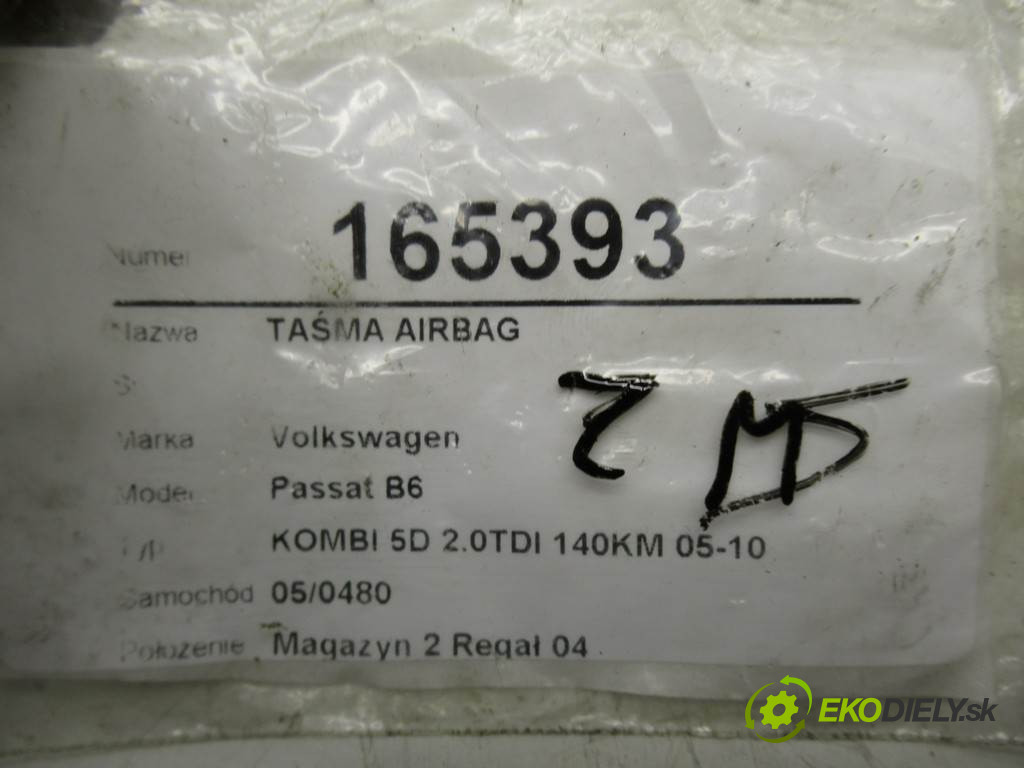 Numer 165393
Nazwa TAŚMA AIRBAG
Marka Volkswagen
Model Passat B6
Typ KOMBI 5D 2.0TDI 140KM 05-10
Samochód 05/0480
Położenie Magazyn 2 Regał 04
EKODIELY.sk